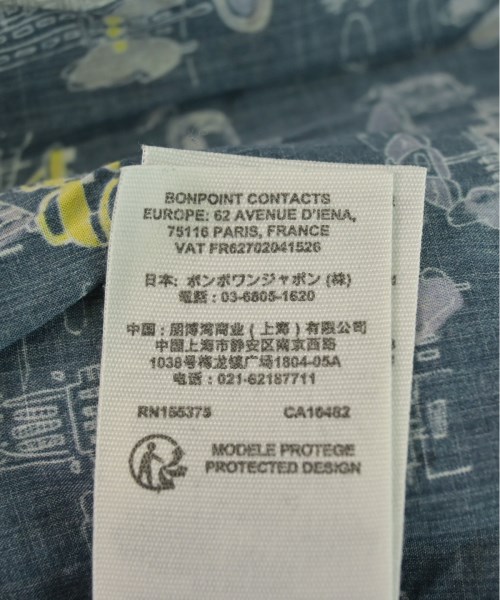 BONPOINT CONTACTS
EUROPE: 62 AVENUE D'IENA,
75116 PARIS, FRANCE
VAT FR62702041526
日本: ボンポワンジャポン (株)
電話 : 03-6805-1620
中国 : 朋博湾商业 ( 上海 ) 有限公司
中国上海市静安区南京西路
1038号梅龙镇广场1804-05A
电话 : 021-62187711
RN155375 CA16482
MODELE PROTEGE
PROTECTED DESIGN